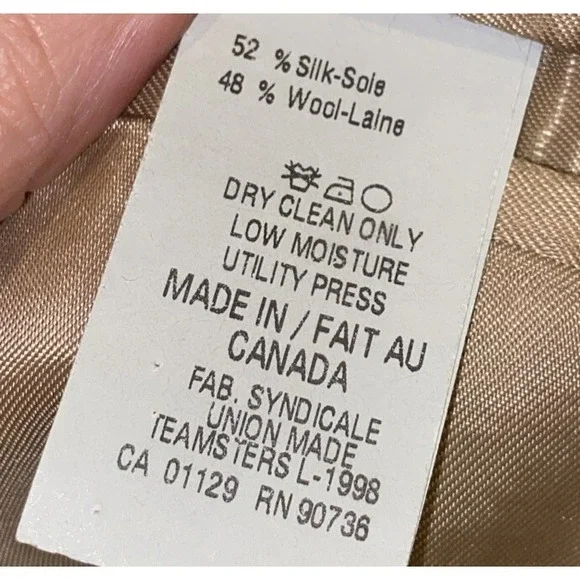 52 % Silk-Soie
48 % Wool-Laine
DRY CLEAN ONLY
LOW MOISTURE
UTILITY PRESS
MADE IN / FAIT AU
CANADA
FAB. SYNDICALE
UNION MADE
TEAMSTERS L-1998
CA 01129 RN 90736